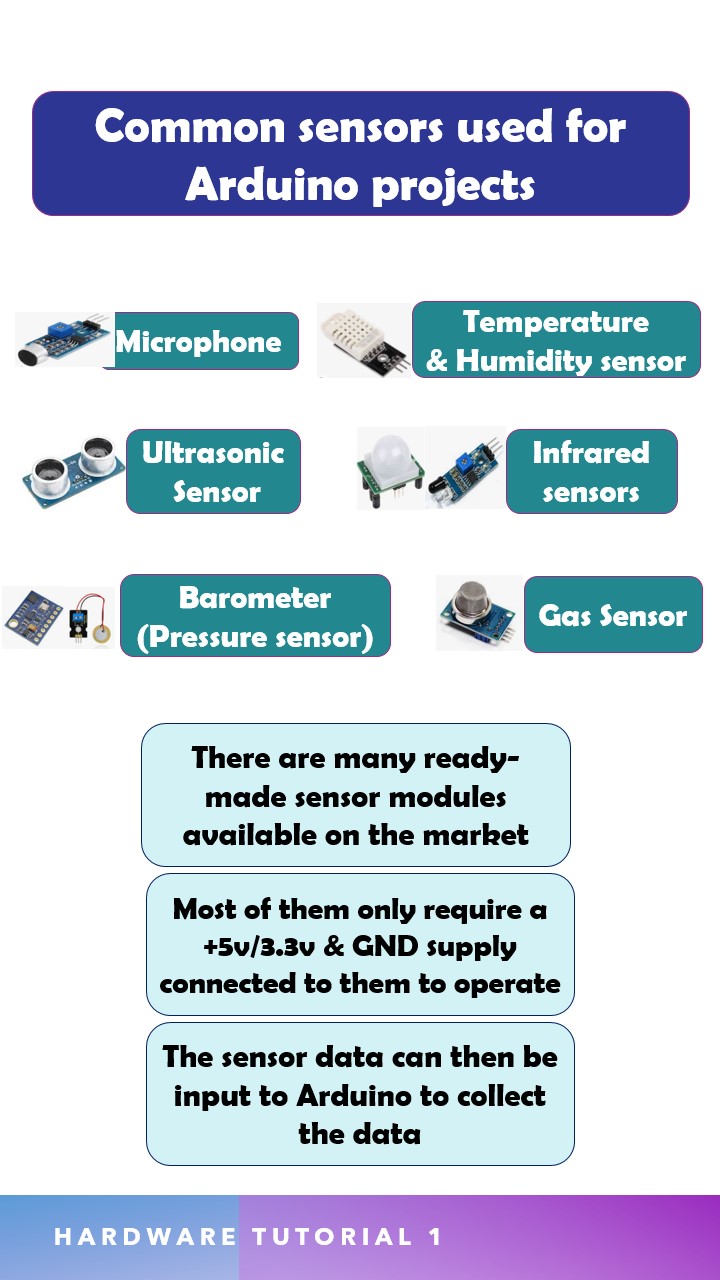 Common sensors used for
Arduino projects
Microphone
Temperature
& Humidity sensor
Ultrasonic
Sensor
Infrared
sensors
Barometer
(Pressure sensor)
Gas Sensor
There are many ready-
made sensor modules
available on the market
Most of them only require a
+5v/3.3v & GND supply
connected to them to operate
The sensor data can then be
input to Arduino to collect
the data
HARDWARE TUTORIAL 1